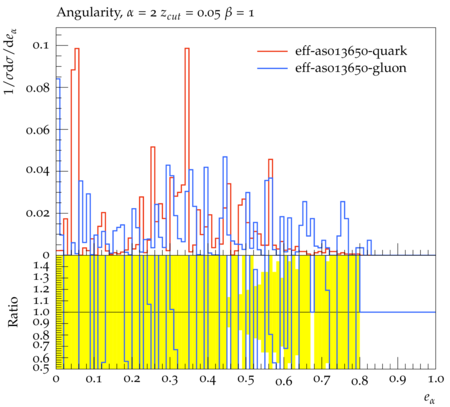 Angularity, α = 2 z_cut = 0.05 β = 1
1/σdσ/de_α
0.1
0.08
0.06
0.04
0.02
0
eff-as013650-quark
eff-as013650-gluon
Ratio
1.4
1.3
1.2
1.1
1.0
0.9
0.8
0.7
0.6
0.5
0 0.1 0.2 0.3 0.4 0.5 0.6 0.7 0.8 0.9 1.0
e_α